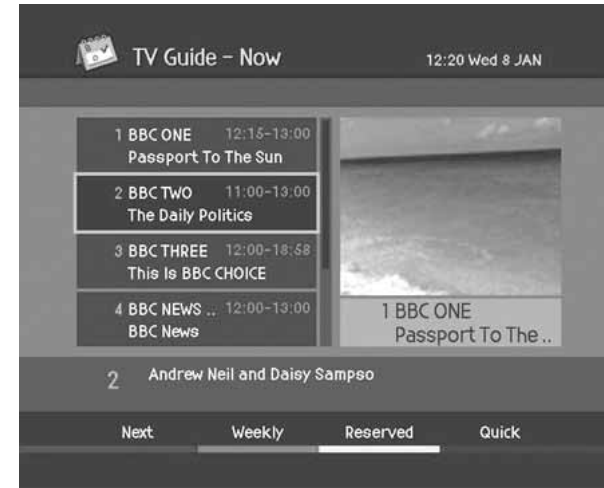 TV Guide – Now
12:20 Wed 8 JAN
1 BBC ONE 12:15-13:00
Passport To The Sun
2 BBC TWO 11:00-13:00
The Daily Politics
3 BBC THREE 12:00-18:58
This Is BBC CHOICE
4 BBC NEWS .. 12:00-13:00
BBC News
1 BBC ONE
Passport To The ..
2 Andrew Neil and Daisy Sampso
Next Weekly Reserved Quick